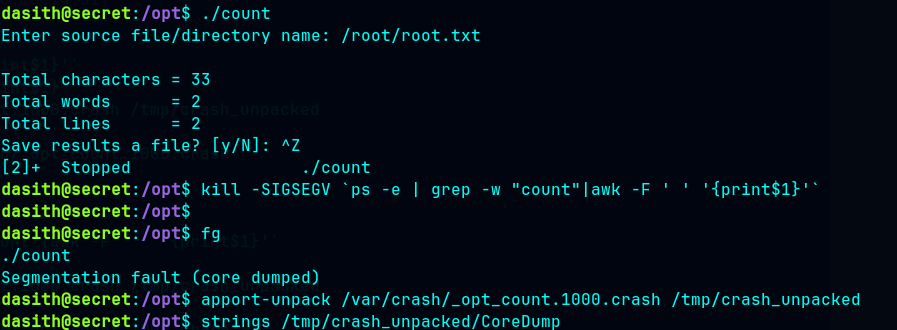 dasith@secret:/opt$ ./count
Enter source file/directory name: /root/root.txt
Total characters = 33
Total words      = 2
Total lines      = 2
Save results a file? [y/N]: ^Z
[2]+  Stopped                 ./count
dasith@secret:/opt$ kill -SIGSEGV `ps -e | grep -w "count"|awk -F ' ' '{print$1}'`
dasith@secret:/opt$
dasith@secret:/opt$ fg
./count
Segmentation fault (core dumped)
dasith@secret:/opt$ apport-unpack /var/crash/_opt_count.1000.crash /tmp/crash_unpacked
dasith@secret:/opt$ strings /tmp/crash_unpacked/CoreDump